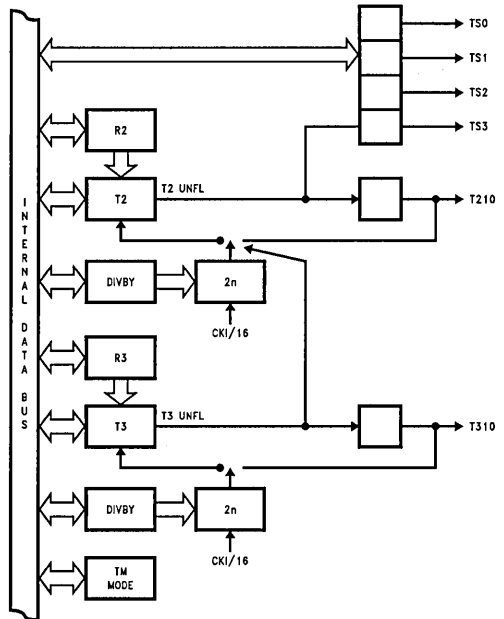 TS0
TS1
TS2
TS3
R2
T2 UNFL
T2
T210
DIVBY
2n
CKI/16
INTERNAL DATA BUS
R3
T3 UNFL
T3
T310
DIVBY
2n
CKI/16
TM
MODE